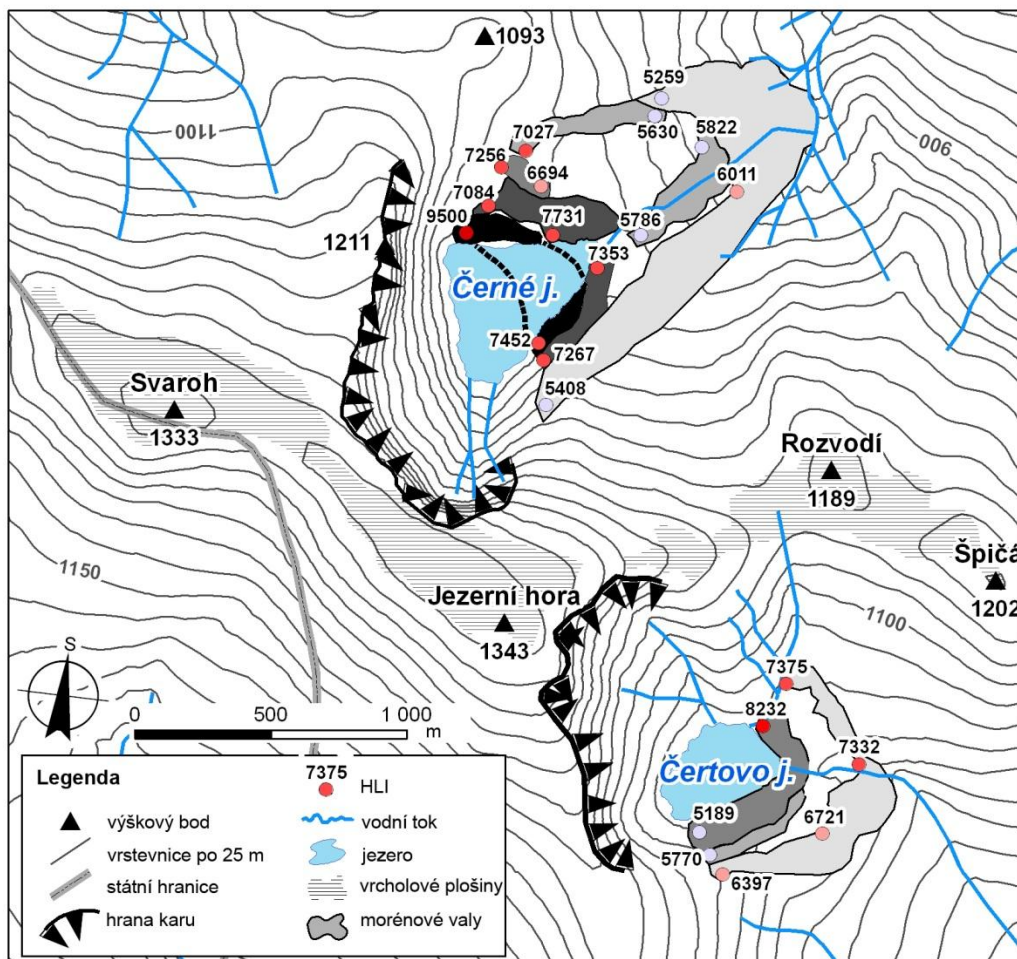 1093
5259
1100
900
5630
5822
7027
7256
6694
6011
7084
9500
7731
5786
1211
7353
Černé j.
7452
7267
Svaroh
5408
1333
Rozvodí
1189
Špičá
1150
Jezerní hora
1100
1202
1343
S
7375
0 500 1 000
m
8232
7332
Čertovo j.
5189
6721
5770
6397
Legenda
7375
HLI
výškový bod
vodní tok
vrstevnice po 25 m
jezero
státní hranice
vrcholové plošiny
hrana karu
morénové valy